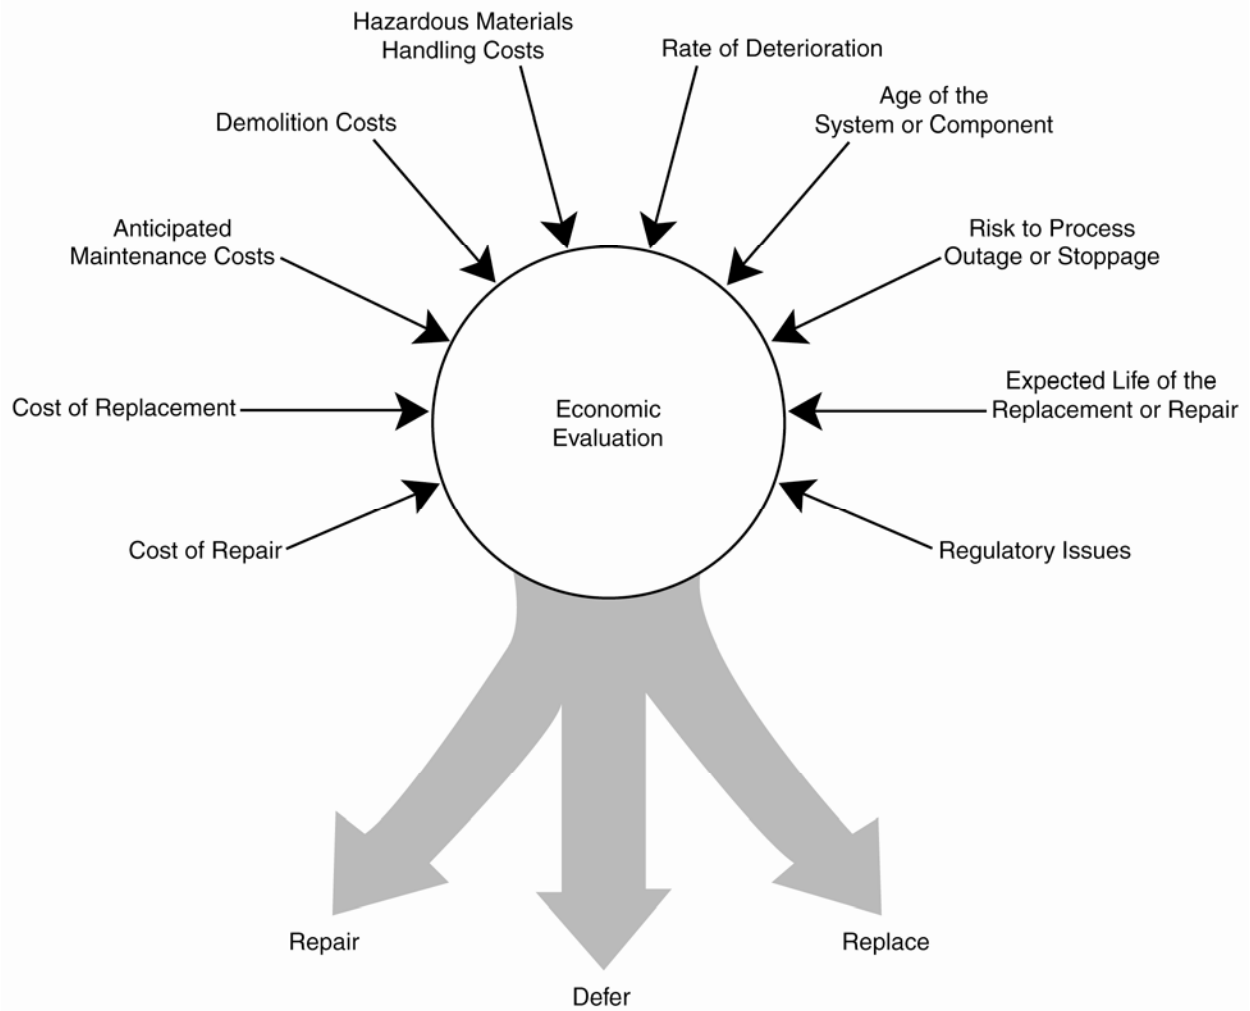 Hazardous Materials
Handling Costs
Rate of Deterioration
Age of the
System or Component
Demolition Costs
Anticipated
Maintenance Costs
Risk to Process
Outage or Stoppage
Cost of Replacement
Economic
Evaluation
Expected Life of the
Replacement or Repair
Cost of Repair
Regulatory Issues
Repair
Defer
Replace